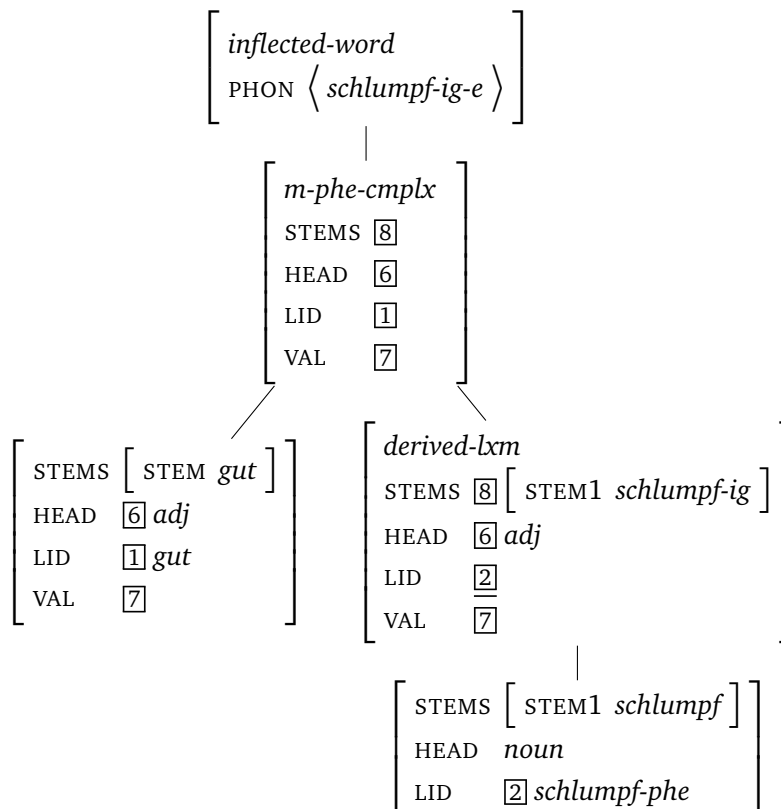 inflected-word
PHON ⟨ schlumpf-ig-e ⟩
m-phe-cmplx
STEMS 8
HEAD 6
LID 1
VAL 7
STEMS [ STEM gut ]
HEAD 6 adj
LID 1 gut
VAL 7
derived-lxm
STEMS 8 [ STEM1 schlumpf-ig ]
HEAD 6 adj
LID 2
VAL 7
STEMS [ STEM1 schlumpf ]
HEAD noun
LID 2 schlumpf-phe